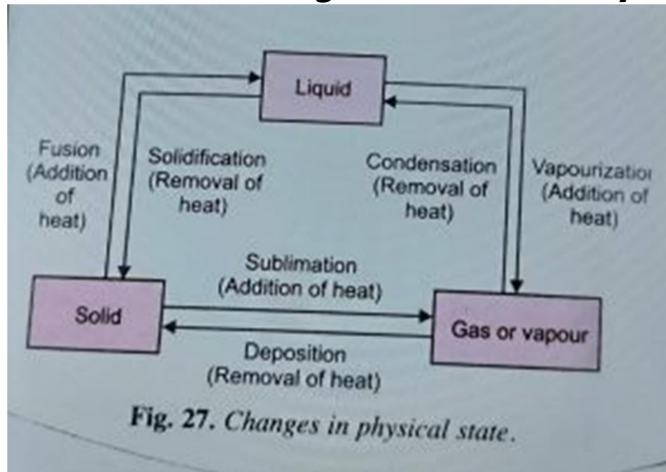 Liquid
Fusion
(Addition
of
heat)
Solidification
(Removal of
heat)
Condensation
(Removal of
heat)
Vapourizatio
(Addition of
heat)
Sublimation
(Addition of heat)
Solid
Gas or vapour
Deposition
(Removal of heat)
Fig. 27. Changes in physical state.